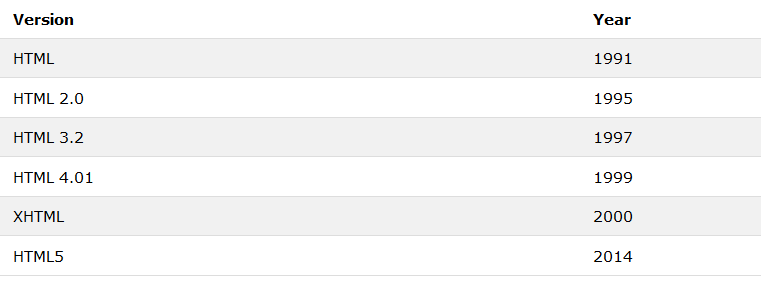 Version Year
HTML 1991
HTML 2.0 1995
HTML 3.2 1997
HTML 4.01 1999
XHTML 2000
HTML5 2014